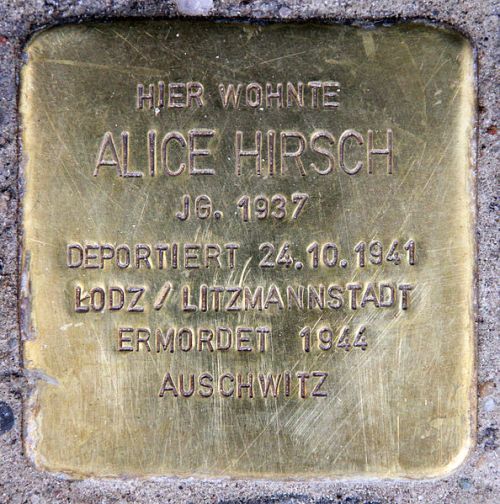 HIER WOHNTE
ALICE HIRSCH
JG. 1937
DEPORTIERT 24.10.1941
ŁODZ / LITZMANNSTADT
ERMORDET 1944
AUSCHWITZ